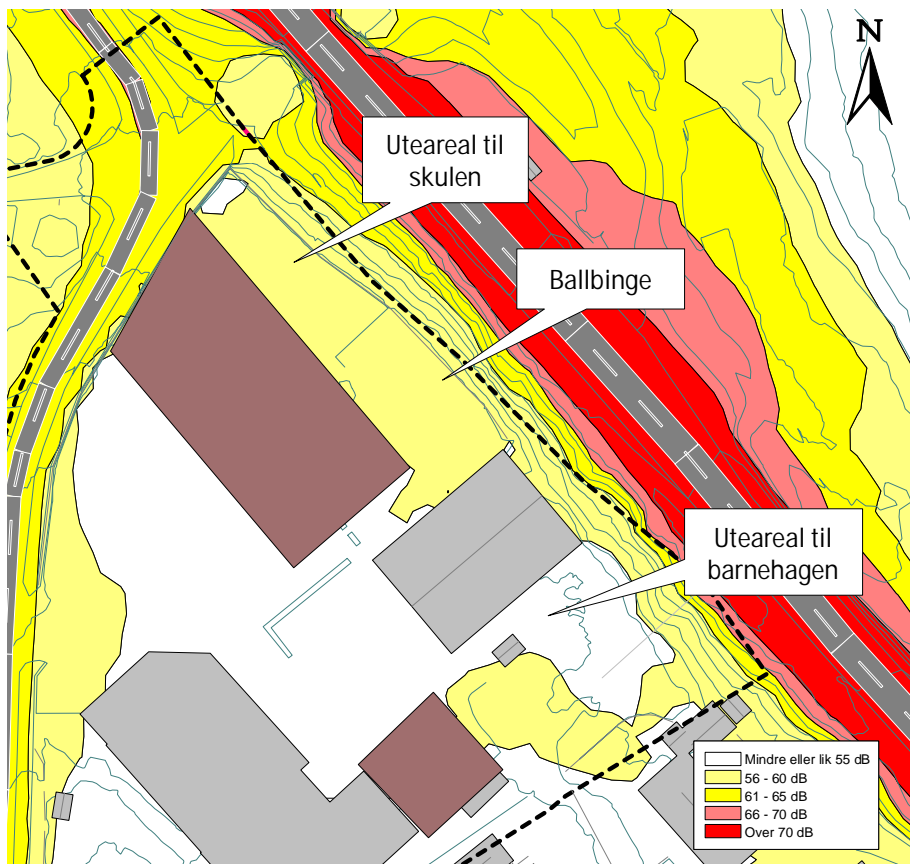 N
Uteareal til
skulen
Ballbinge
Uteareal til
barnehagen
Mindre eller lik 55 dB
56 - 60 dB
61 - 65 dB
66 - 70 dB
Over 70 dB